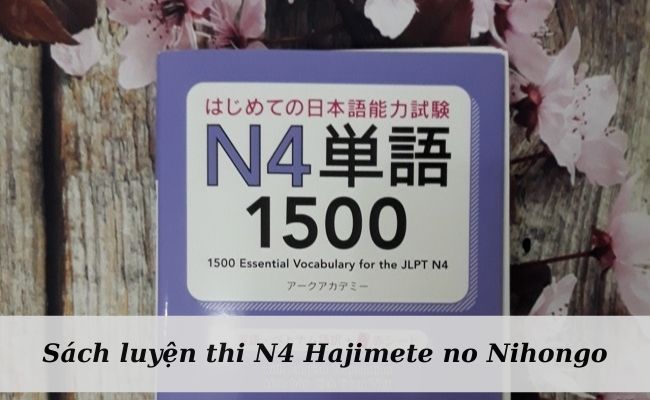 はじめての日本語能力試験
N4単語
1500
1500 Essential Vocabulary for the JLPT N4
アークアカデミー
Sách luyện thi N4 Hajimete no Nihongo